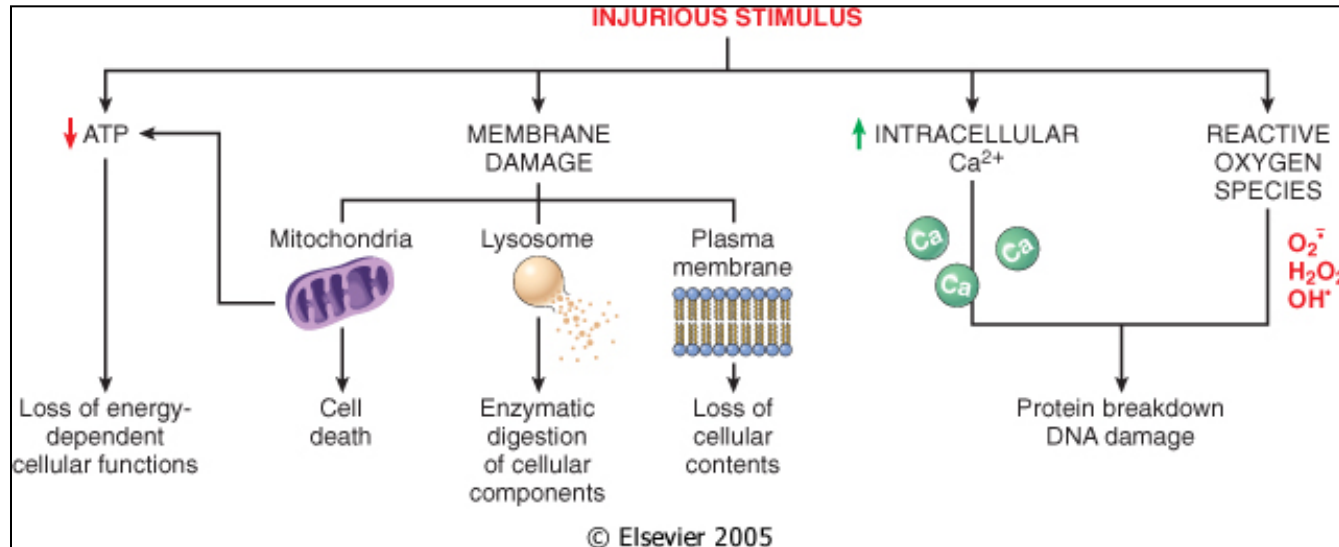 INJURIOUS STIMULUS
ATP
MEMBRANE
DAMAGE
INTRACELLULAR
Ca²⁺
REACTIVE
OXYGEN
SPECIES
Mitochondria
Lysosome
Plasma
membrane
Ca
Ca
Ca
O₂•̄
H₂O₂
OH•
Loss of energy-
dependent
cellular functions
Cell
death
Enzymatic
digestion
of cellular
components
Loss of
cellular
contents
Protein breakdown
DNA damage
© Elsevier 2005